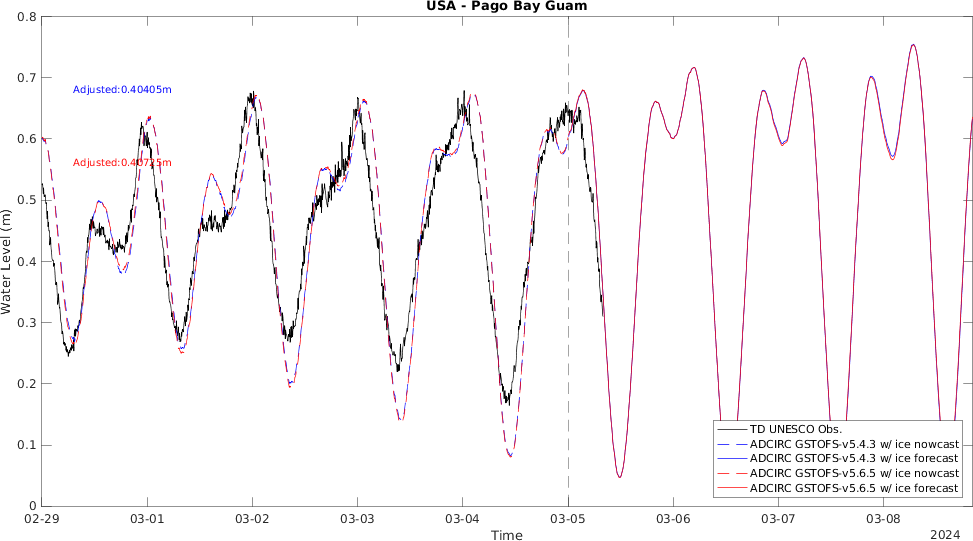 USA - Pago Bay Guam
0.8
0.7
0.6
0.5
0.4
0.3
0.2
0.1
0
Water Level (m)
Adjusted:0.40405m
Adjusted:0.40725m
TD UNESCO Obs.
ADCIRC GSTOFS-v5.4.3 w/ ice nowcast
ADCIRC GSTOFS-v5.4.3 w/ ice forecast
ADCIRC GSTOFS-v5.6.5 w/ ice nowcast
ADCIRC GSTOFS-v5.6.5 w/ ice forecast
02-29 03-01 03-02 03-03 03-04 03-05 03-06 03-07 03-08
Time
2024